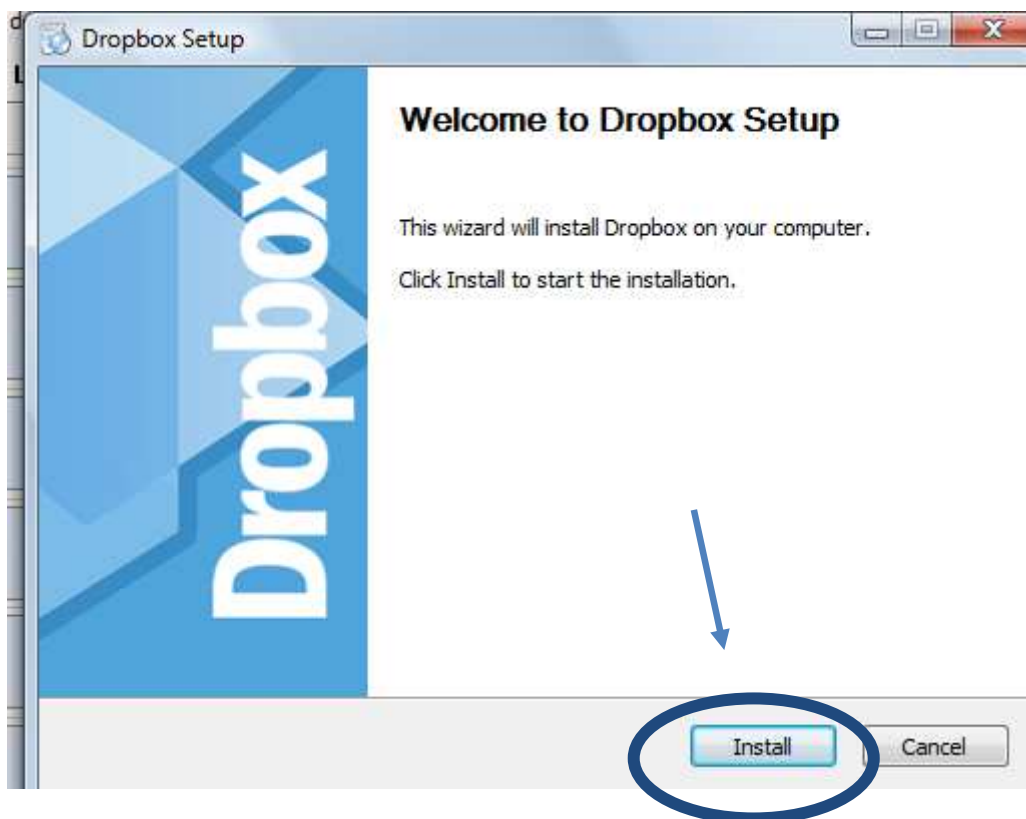 d
L
Dropbox Setup
Dropbox
Welcome to Dropbox Setup
This wizard will install Dropbox on your computer.
Click Install to start the installation.
Install
Cancel